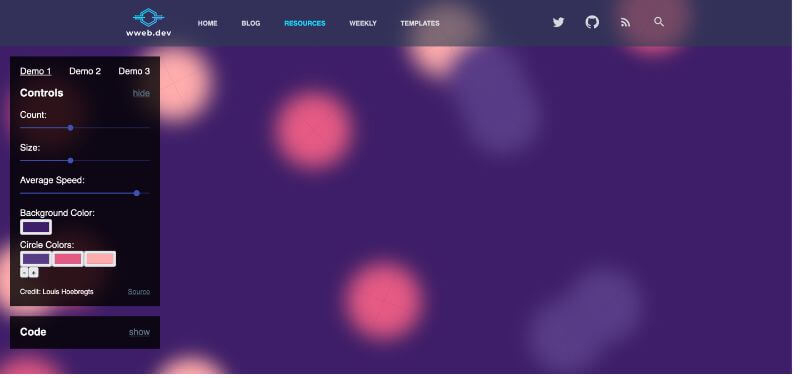 wweb.dev
HOME BLOG RESOURCES WEEKLY TEMPLATES
Demo 1 Demo 2 Demo 3
Controls hide
Count:
Size:
Average Speed:
Background Color:
Circle Colors:
- +
Credit: Louis Hoebregts Source
Code show